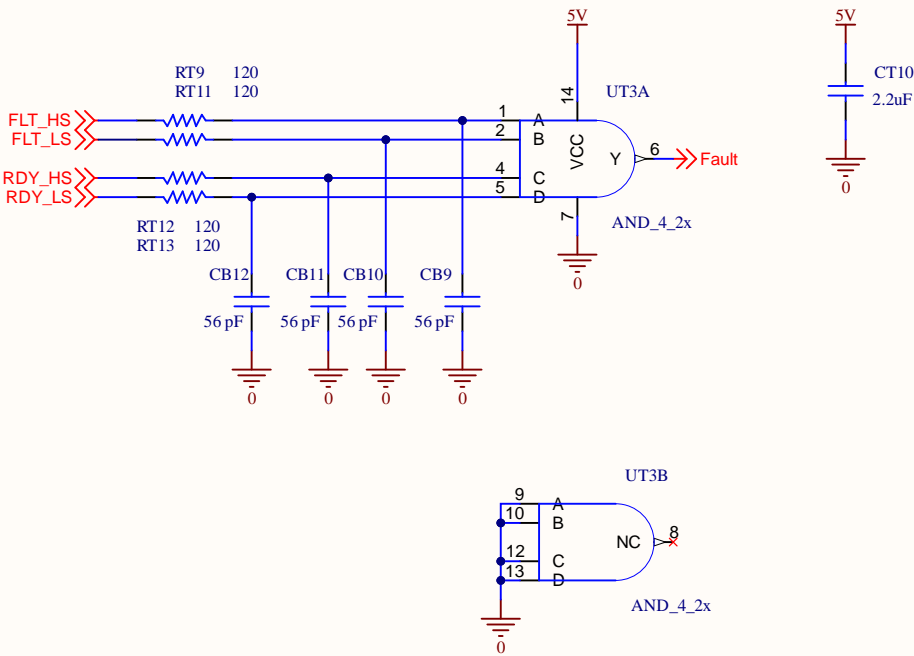 5V
5V
RT9 120
RT11 120
14
UT3A
CT10
2.2uF
FLT_HS
1
A
FLT_LS
2
B
VCC
Y
6
Fault
RDY_HS
4
C
RDY_LS
5
D
0
7
RT12 120
RT13 120
AND_4_2x
CB12
CB11
CB10
CB9
0
56 pF
56 pF
56 pF
56 pF
0
0
0
0
UT3B
9
A
10
B
8
NC
12
C
13
D
AND_4_2x
0